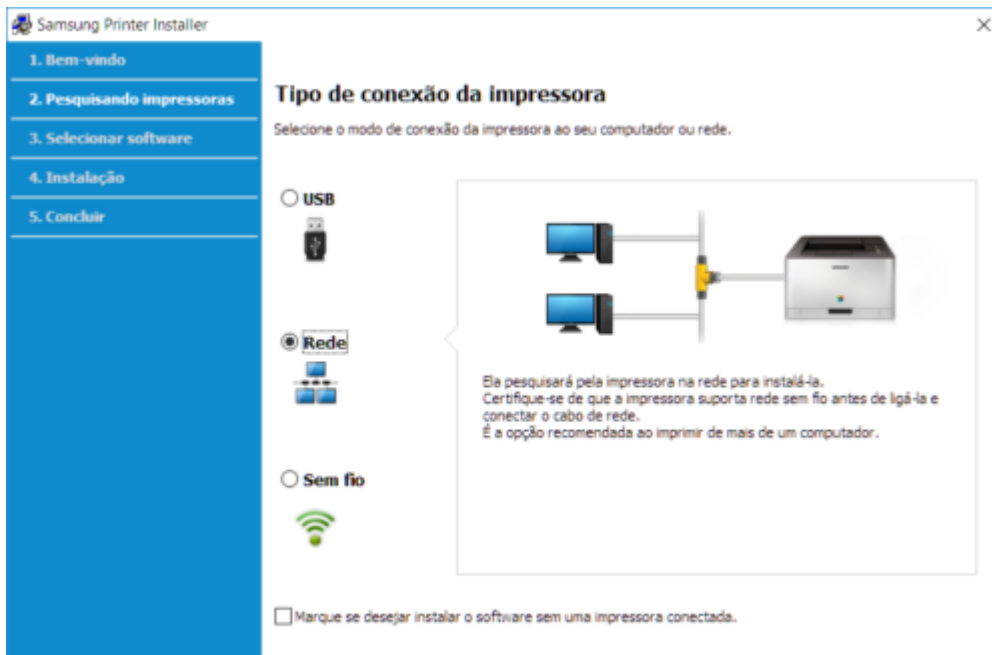 Samsung Printer Installer
1. Bem-vindo
2. Pesquisando impressoras
3. Selecionar software
4. Instalação
5. Concluir
Tipo de conexão da impressora
Selecione o modo de conexão da impressora ao seu computador ou rede.
USB
Rede
Ela pesquisará pela impressora na rede para instalá-la.
Certifique-se de que a impressora suporta rede sem fio antes de ligá-la e
conectar o cabo de rede.
É a opção recomendada ao imprimir de mais de um computador.
Sem fio
Marque se desejar instalar o software sem uma impressora conectada.